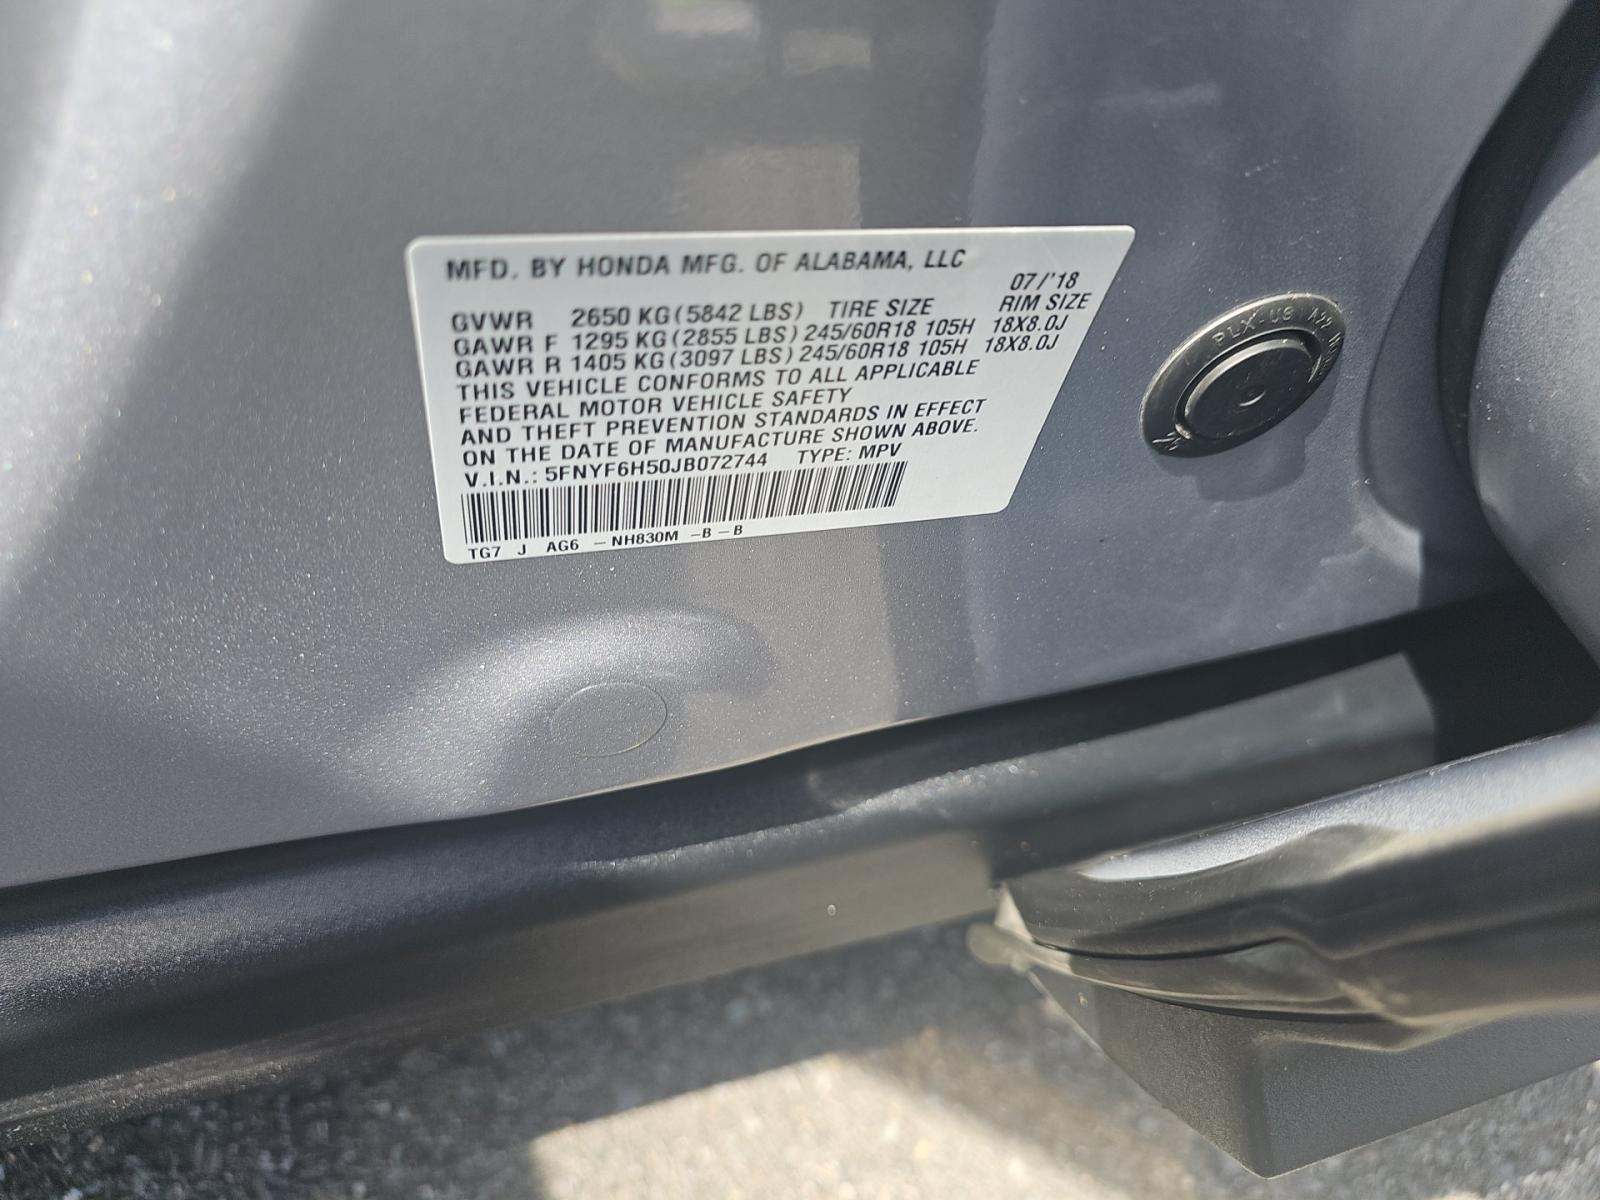 MFD. BY HONDA MFG. OF ALABAMA, LLC
07/'18
GVWR 2650 KG (5842 LBS) TIRE SIZE RIM SIZE
GAWR F 1295 KG (2855 LBS) 245/60R18 105H 18X8.0J
GAWR R 1405 KG (3097 LBS) 245/60R18 105H 18X8.0J
THIS VEHICLE CONFORMS TO ALL APPLICABLE
FEDERAL MOTOR VEHICLE SAFETY
AND THEFT PREVENTION STANDARDS IN EFFECT
ON THE DATE OF MANUFACTURE SHOWN ABOVE.
V.I.N.: 5FNYF6H50JB072744 TYPE: MPV
TG7 J AG6 -NH830M -B-B
PLX-US A22